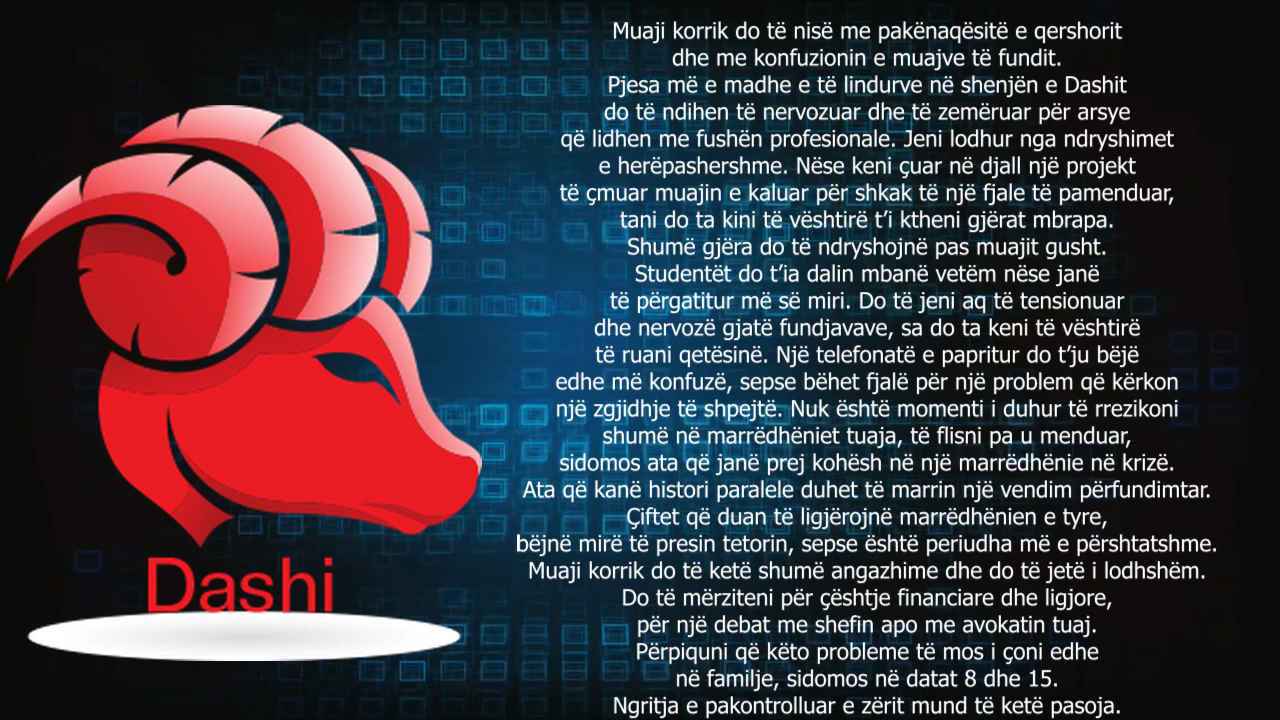 Muaji korrik do të nisë me pakënaqësitë e qershorit
dhe me konfuzionin e muajve të fundit.
Pjesa më e madhe e të lindurve në shenjën e Dashit
do të ndihen të nervozuar dhe të zemëruar për arsye
që lidhen me fushën profesionale. Jeni lodhur nga ndryshimet
e herëpashershme. Nëse keni çuar në djall një projekt
të çmuar muajin e kaluar për shkak të një fjale të pamenduar,
tani do ta kini të vështirë t’i ktheni gjërat mbrapa.
Shumë gjëra do të ndryshojnë pas muajit gusht.
Studentët do t’ia dalin mbanë vetëm nëse janë
të përgatitur më së miri. Do të jeni aq të tensionuar
dhe nervozë gjatë fundjavave, sa do ta keni të vështirë
të ruani qetësinë. Një telefonatë e papritur do t’ju bëjë
edhe më konfuzë, sepse bëhet fjalë për një problem që kërkon
një zgjidhje të shpejtë. Nuk është momenti i duhur të rrezikoni
shumë në marrëdhëniet tuaja, të flisni pa u menduar,
sidomos ata që janë prej kohësh në një marrëdhënie në krizë.
Ata që kanë histori paralele duhet të marrin një vendim përfundimtar.
Çiftet që duan të ligjërojnë marrëdhënien e tyre,
bëjnë mirë të presin tetorin, sepse është periudha më e përshtatshme.
Muaji korrik do të ketë shumë angazhime dhe do të jetë i lodhshëm.
Do të mërziteni për çështje financiare dhe ligjore,
për një debat me shefin apo me avokatin tuaj.
Përpiquni që këto probleme të mos i çoni edhe
në familje, sidomos në datat 8 dhe 15.
Ngritja e pakontrolluar e zërit mund të ketë pasoja.
Dashi